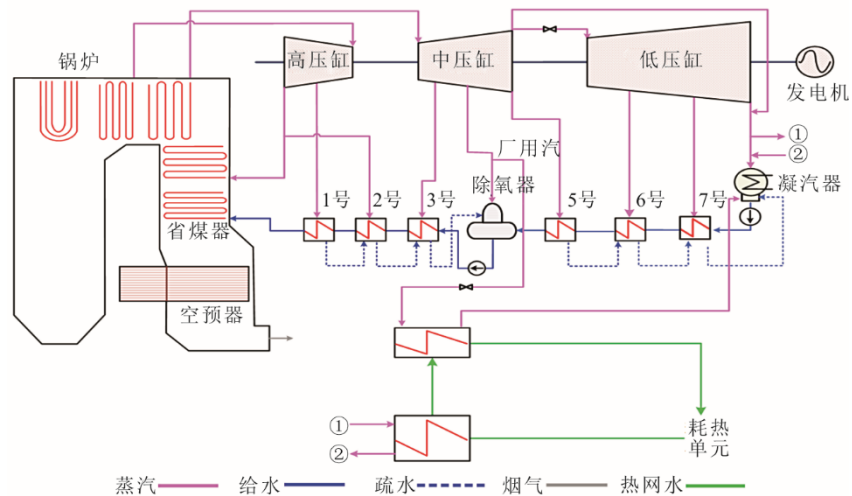 锅炉
高压缸
中压缸
低压缸
发电机
厂用汽
①
②
除氧器
凝汽器
1号
2号
3号
5号
6号
7号
省煤器
空预器
①
②
耗热
单元
蒸汽
给水
疏水
烟气
热网水